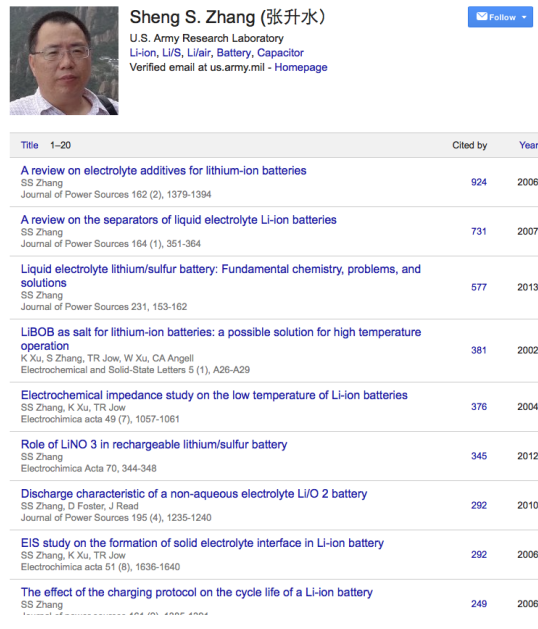 Sheng S. Zhang (张升水)
Follow
U.S. Army Research Laboratory
Li-ion, Li/S, Li/air, Battery, Capacitor
Verified email at us.army.mil - Homepage
Title 1–20 Cited by Year
A review on electrolyte additives for lithium-ion batteries
SS Zhang
Journal of Power Sources 162 (2), 1379-1394
924 2006
A review on the separators of liquid electrolyte Li-ion batteries
SS Zhang
Journal of Power Sources 164 (1), 351-364
731 2007
Liquid electrolyte lithium/sulfur battery: Fundamental chemistry, problems, and
solutions
SS Zhang
Journal of Power Sources 231, 153-162
577 2013
LiBOB as salt for lithium-ion batteries: a possible solution for high temperature
operation
K Xu, S Zhang, TR Jow, W Xu, CA Angell
Electrochemical and Solid-State Letters 5 (1), A26-A29
381 2002
Electrochemical impedance study on the low temperature of Li-ion batteries
SS Zhang, K Xu, TR Jow
Electrochimica acta 49 (7), 1057-1061
376 2004
Role of LiNO 3 in rechargeable lithium/sulfur battery
SS Zhang
Electrochimica Acta 70, 344-348
345 2012
Discharge characteristic of a non-aqueous electrolyte Li/O 2 battery
SS Zhang, D Foster, J Read
Journal of Power Sources 195 (4), 1235-1240
292 2010
EIS study on the formation of solid electrolyte interface in Li-ion battery
SS Zhang, K Xu, TR Jow
Electrochimica acta 51 (8), 1636-1640
292 2006
The effect of the charging protocol on the cycle life of a Li-ion battery
SS Zhang
249 2006